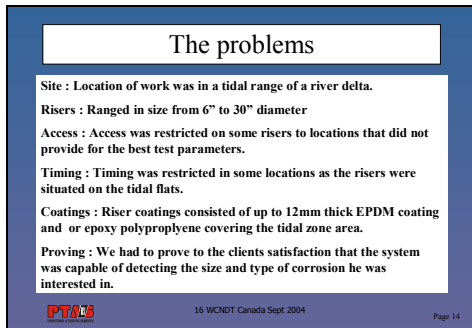 The problems
Site : Location of work was in a tidal range of a river delta.
Risers : Ranged in size from 6” to 30” diameter
Access : Access was restricted on some risers to locations that did not
provide for the best test parameters.
Timing : Timing was restricted in some locations as the risers were
situated on the tidal flats.
Coatings : Riser coatings consisted of up to 12mm thick EPDM coating
and or epoxy polyproplyene covering the tidal zone area.
Proving : We had to prove to the clients satisfaction that the system
was capable of detecting the size and type of corrosion he was
interested in.
16 WCNDT Canada Sept 2004
Page 14